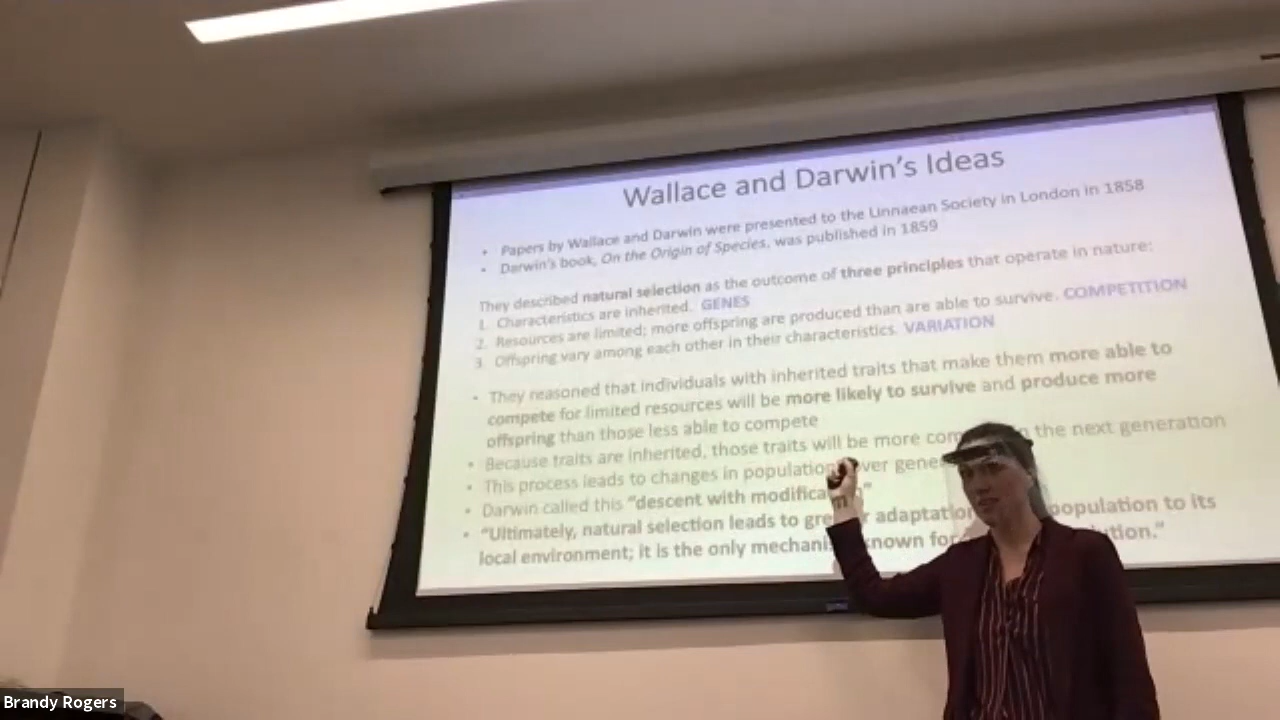 Wallace and Darwin's Ideas
• Papers by Wallace and Darwin were presented to the Linnaean Society in London in 1858
• Darwin's book, On the Origin of Species, was published in 1859
They described natural selection as the outcome of three principles that operate in nature:
1. Characteristics are inherited. GENES
2. Resources are limited; more offspring are produced than are able to survive. COMPETITION
3. Offspring vary among each other in their characteristics. VARIATION
• They reasoned that individuals with inherited traits that make them more able to
compete for limited resources will be more likely to survive and produce more
offspring than those less able to compete
• Because traits are inherited, those traits will be more the next generation
• This process leads to changes in population over
• Darwin called this "descent with
• "Ultimately, natural selection leads to adaptation population to its
local environment; it is the only known for
Brandy Rogers